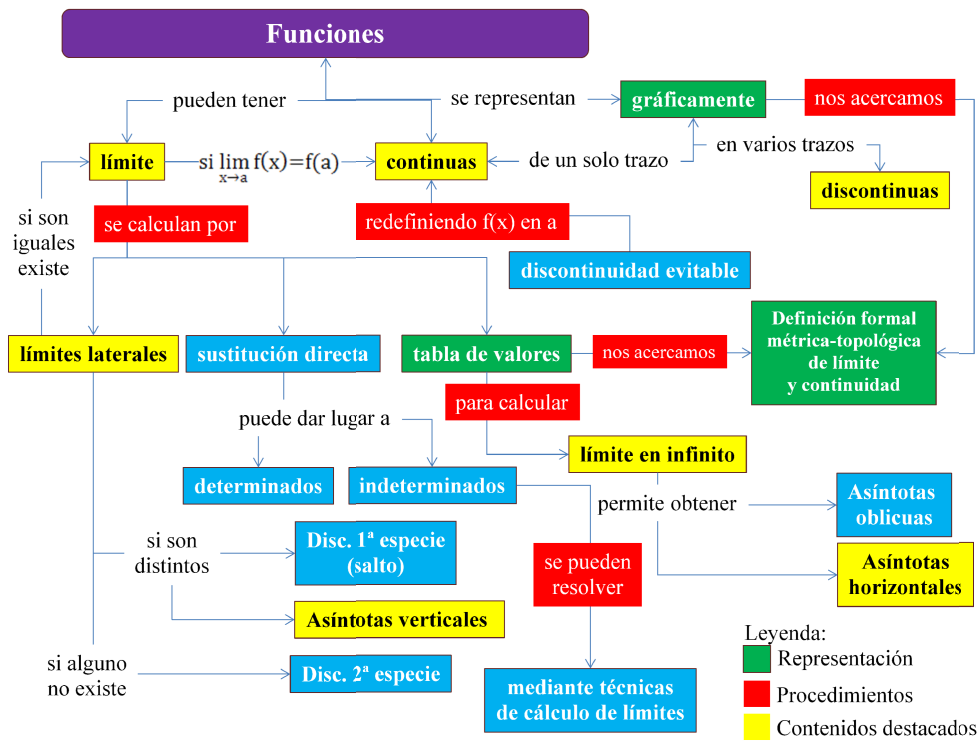 Funciones
pueden tener
se representan
gráficamente
nos acercamos
límite
si lim f(x)=f(a)
x→a
continuas
de un solo trazo
en varios trazos
discontinuas
si son
iguales
existe
se calculan por
redefiniendo f(x) en a
discontinuidad evitable
límites laterales
sustitución directa
tabla de valores
nos acercamos
Definición formal
métrica-topológica
de límite
y continuidad
puede dar lugar a
para calcular
determinados
indeterminados
límite en infinito
permite obtener
Asíntotas
oblicuas
Asíntotas
horizontales
si son
distintos
Disc. 1ª especie
(salto)
Asíntotas verticales
se pueden
resolver
si alguno
no existe
Disc. 2ª especie
mediante técnicas
de cálculo de límites
Leyenda:
Representación
Procedimientos
Contenidos destacados